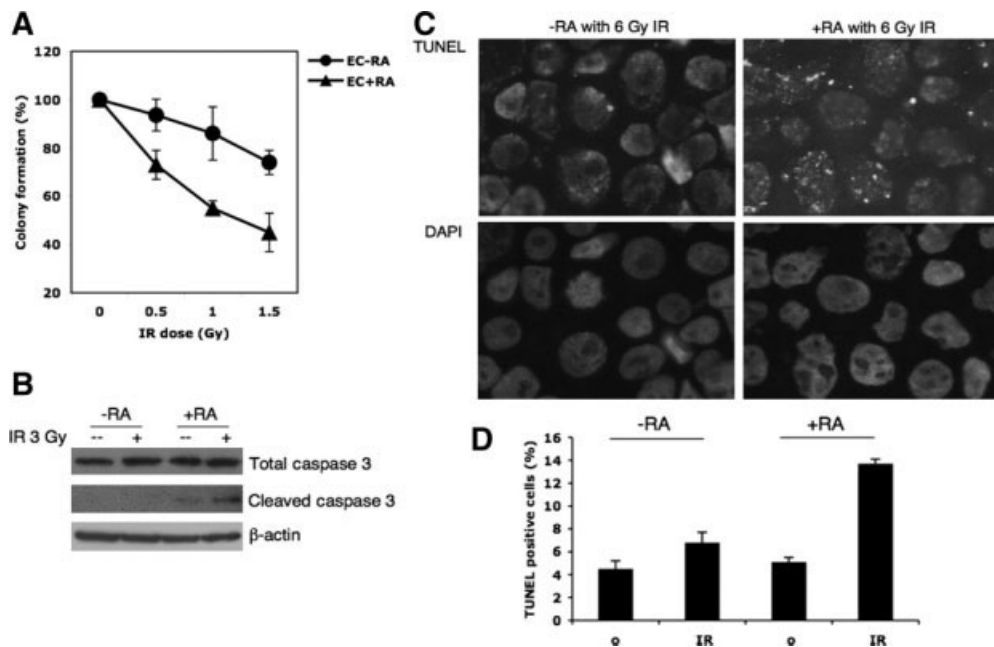 A
120
100
80
60
40
20
Colony formation (%)
0 0.5 1 1.5
IR dose (Gy)
EC-RA
EC+RA
B
-RA +RA
IR 3 Gy -- + -- +
Total caspase 3
Cleaved caspase 3
β-actin
C
-RA with 6 Gy IR +RA with 6 Gy IR
TUNEL
DAPI
D
-RA +RA
16
14
12
10
8
6
4
2
0
TUNEL positive cells (%)
o IR o IR